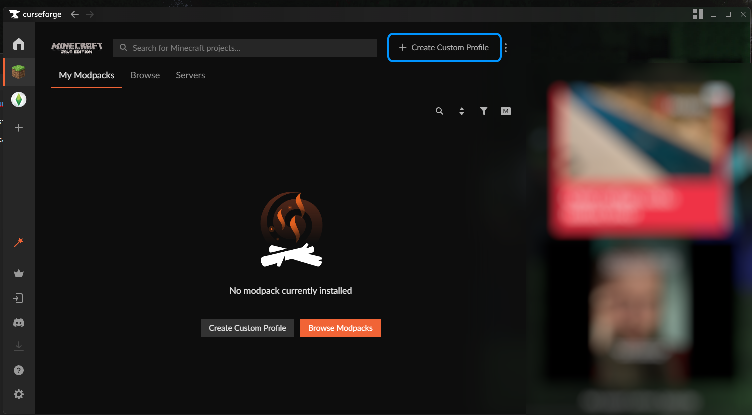 curseforge
MINECRAFT
JAVA EDITION
Search for Minecraft projects...
Create Custom Profile
My Modpacks
Browse
Servers
M
No modpack currently installed
Create Custom Profile
Browse Modpacks